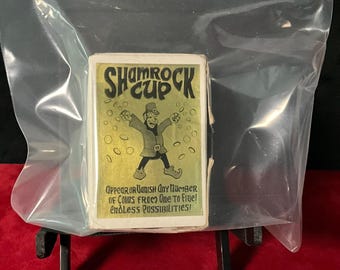 SHAMROCK
CUP
APPEAR OR VANISH ANY NUMBER
OF COINS FROM ONE TO FIVE!
ENDLESS POSSIBILITIES!